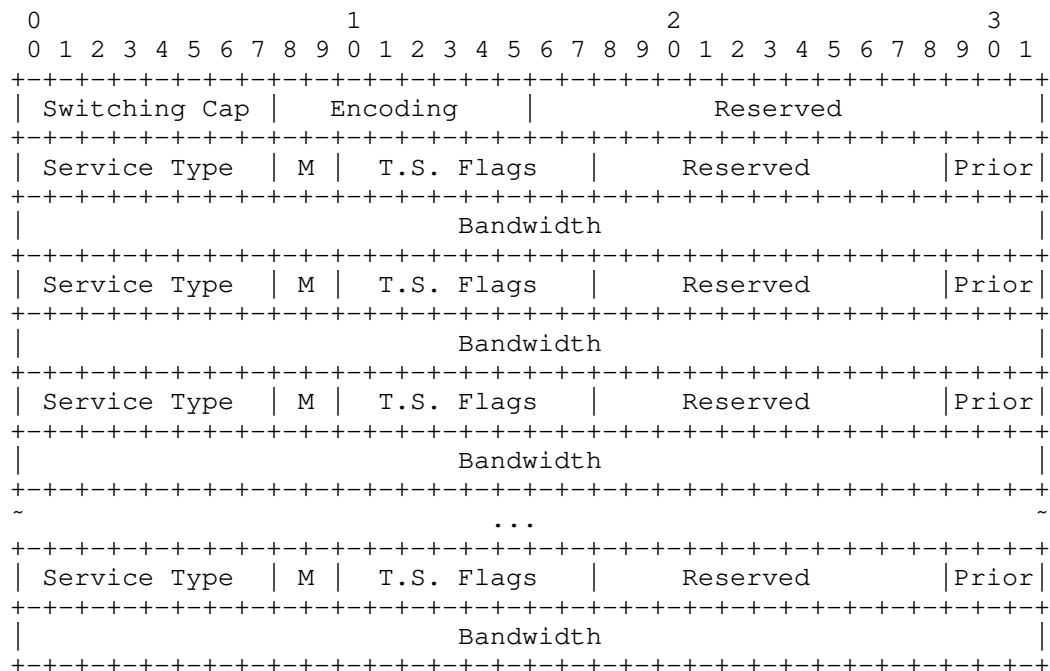 0                   1                   2                   3
 0 1 2 3 4 5 6 7 8 9 0 1 2 3 4 5 6 7 8 9 0 1 2 3 4 5 6 7 8 9 0 1
+-+-+-+-+-+-+-+-+-+-+-+-+-+-+-+-+-+-+-+-+-+-+-+-+-+-+-+-+-+-+-+-+
| Switching Cap |   Encoding    |           Reserved            |
+-+-+-+-+-+-+-+-+-+-+-+-+-+-+-+-+-+-+-+-+-+-+-+-+-+-+-+-+-+-+-+-+
| Service Type  | M |  T.S. Flags   |     Reserved        |Prior|
+-+-+-+-+-+-+-+-+-+-+-+-+-+-+-+-+-+-+-+-+-+-+-+-+-+-+-+-+-+-+-+-+
|                           Bandwidth                           |
+-+-+-+-+-+-+-+-+-+-+-+-+-+-+-+-+-+-+-+-+-+-+-+-+-+-+-+-+-+-+-+-+
| Service Type  | M |  T.S. Flags   |     Reserved        |Prior|
+-+-+-+-+-+-+-+-+-+-+-+-+-+-+-+-+-+-+-+-+-+-+-+-+-+-+-+-+-+-+-+-+
|                           Bandwidth                           |
+-+-+-+-+-+-+-+-+-+-+-+-+-+-+-+-+-+-+-+-+-+-+-+-+-+-+-+-+-+-+-+-+
| Service Type  | M |  T.S. Flags   |     Reserved        |Prior|
+-+-+-+-+-+-+-+-+-+-+-+-+-+-+-+-+-+-+-+-+-+-+-+-+-+-+-+-+-+-+-+-+
|                           Bandwidth                           |
+-+-+-+-+-+-+-+-+-+-+-+-+-+-+-+-+-+-+-+-+-+-+-+-+-+-+-+-+-+-+-+-+
~                             ...                               ~
+-+-+-+-+-+-+-+-+-+-+-+-+-+-+-+-+-+-+-+-+-+-+-+-+-+-+-+-+-+-+-+-+
| Service Type  | M |  T.S. Flags   |     Reserved        |Prior|
+-+-+-+-+-+-+-+-+-+-+-+-+-+-+-+-+-+-+-+-+-+-+-+-+-+-+-+-+-+-+-+-+
|                           Bandwidth                           |
+-+-+-+-+-+-+-+-+-+-+-+-+-+-+-+-+-+-+-+-+-+-+-+-+-+-+-+-+-+-+-+-+